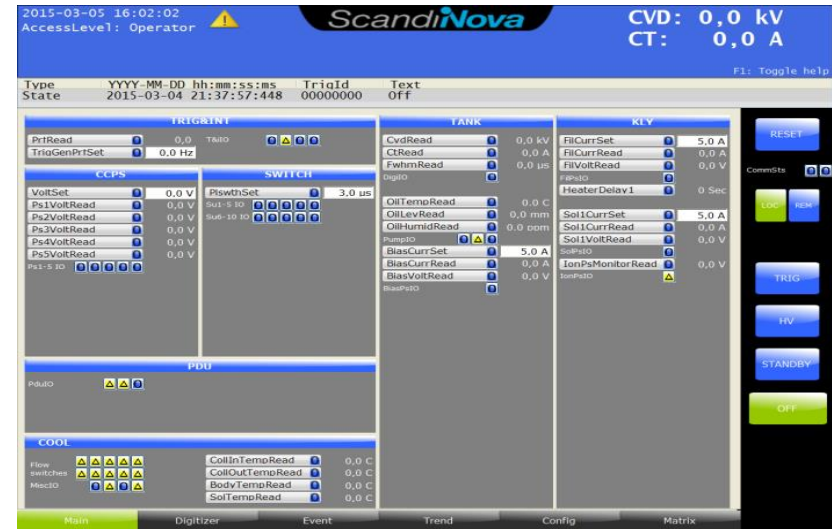 2015-03-05 16:02:02
AccessLevel: Operator
ScandiNova
CVD: 0,0 kV
CT: 0,0 A
F1: Toggle help
Type YYYY-MM-DD hh:mm:ss:ms TrigId Text
State 2015-03-04 21:37:57:448 00000000 Off
TRIG&INT
PrfRead 0,0 T&IIO
TrigGenPrfSet 0,0 Hz
CCPS
VoltSet 0,0 V
Ps1VoltRead 0,0 V
Ps2VoltRead 0,0 V
Ps3VoltRead 0,0 V
Ps4VoltRead 0,0 V
Ps5VoltRead 0,0 V
Ps1-5 IO
SWITCH
PlswthSet 3,0 µs
Su1-5 IO
Su6-10 IO
PDU
PduIO
COOL
Flow
switches
MiscIO
CollInTempRead 0,0 C
CollOutTempRead 0,0 C
BodyTempRead 0,0 C
SolTempRead 0,0 C
TANK
CvdRead 0,0 kV
CtRead 0,0 A
FwhmRead 0,0 µs
DigiIO
OilTempRead 0.0 C
OilLevRead 0,0 mm
OilHumidRead 0.0 ppm
PumpIO
BiasCurrSet 5,0 A
BiasCurrRead 0,0 A
BiasVoltRead 0,0 V
BiasPsIO
KLY
FilCurrSet 5,0 A
FilCurrRead 0,0 A
FilVoltRead 0,0 V
FilPsIO
HeaterDelay1 0 Sec
Sol1CurrSet 5,0 A
Sol1CurrRead 0,0 A
Sol1VoltRead 0,0 V
SolPsIO
IonPsMonitorRead 0,0 V
IonPsIO
RESET
CommSts
LOC REM
TRIG
HV
STANDBY
OFF
Main Digitizer Event Trend Config Matrix